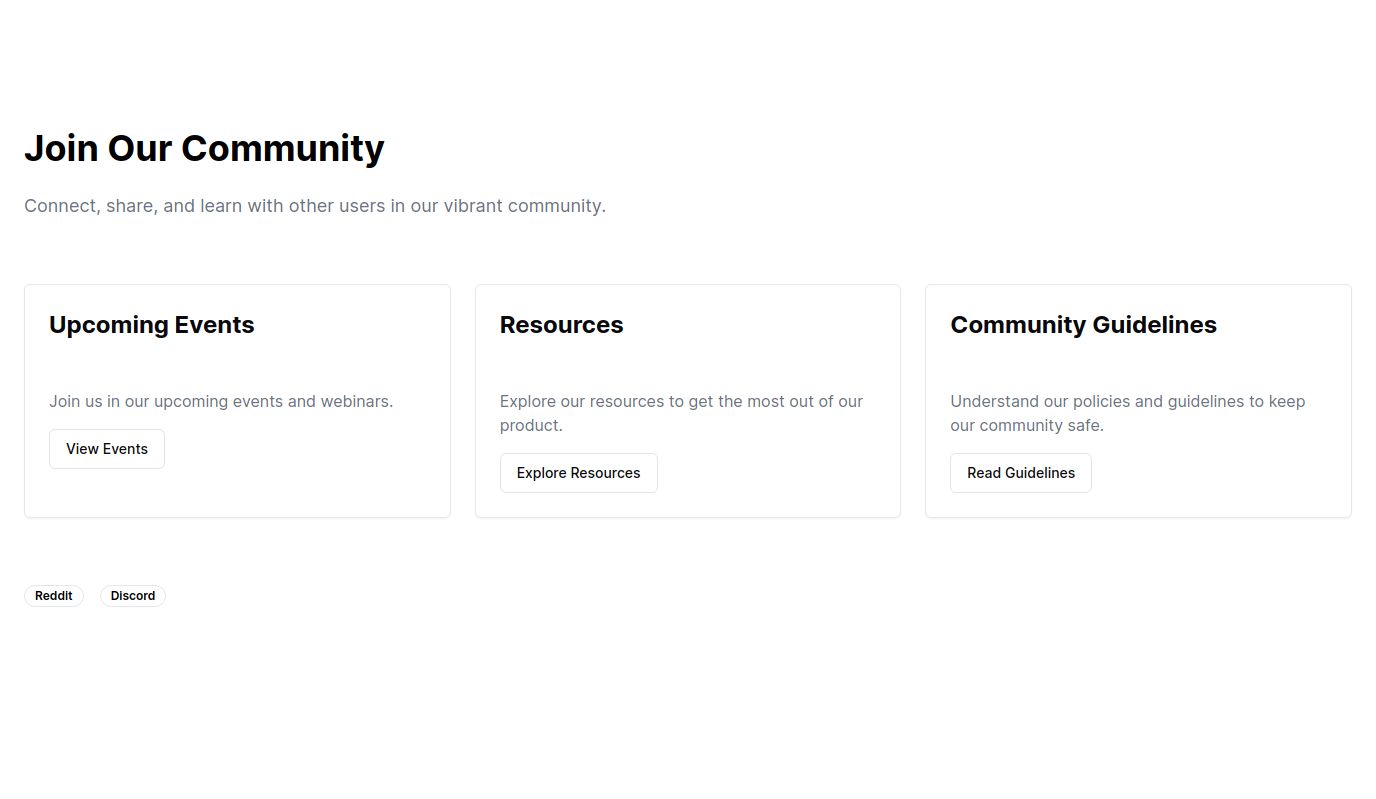 Join Our Community
Connect, share, and learn with other users in our vibrant community.
Upcoming Events
Join us in our upcoming events and webinars.
View Events
Resources
Explore our resources to get the most out of our
product.
Explore Resources
Community Guidelines
Understand our policies and guidelines to keep
our community safe.
Read Guidelines
Reddit
Discord